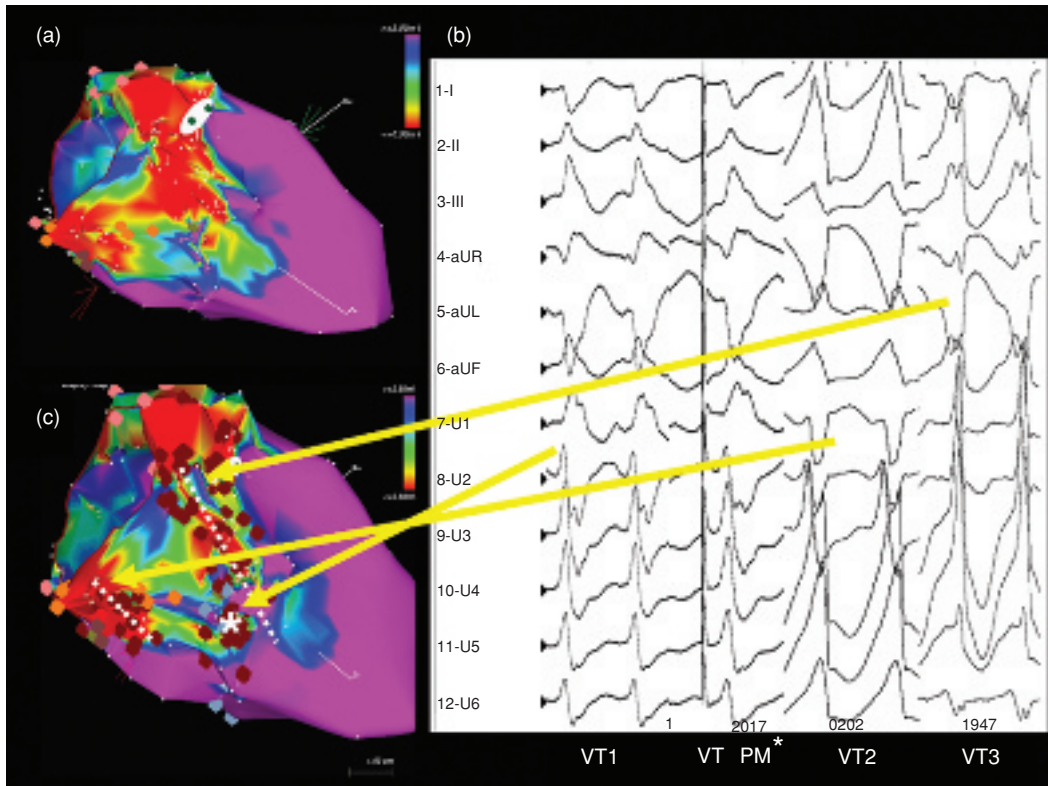 (a)
(b)
1-I
2-II
3-III
4-aUR
5-aUL
6-aUF
(c)
7-U1
8-U2
9-U3
10-U4
11-U5
12-U6
1
2017
0202
1947
VT1
VT PM*
VT2
VT3